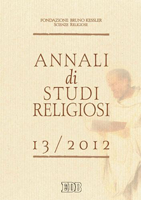 FONDAZIONE BRUNO KESSLER
SCIENZE RELIGIOSE
ANNALI
di
STUDI
RELIGIOSI
13/2012
EDB